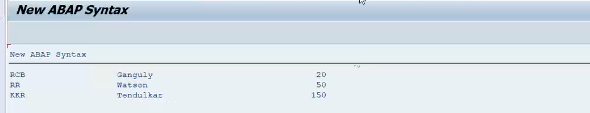 New ABAP Syntax
New ABAP Syntax
RCB Ganguly 20
RR Watson 50
KKR Tendulkar 150